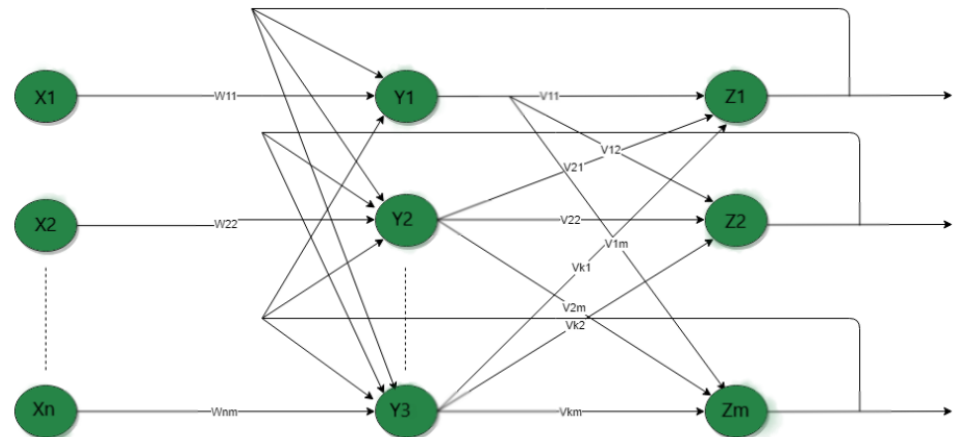 X1 W11 Y1 V11 Z1
V12
V21
X2 W22 Y2 V22 Z2
V1m
Vk1
V2m
Vk2
Xn Wnm Y3 Vkm Zm